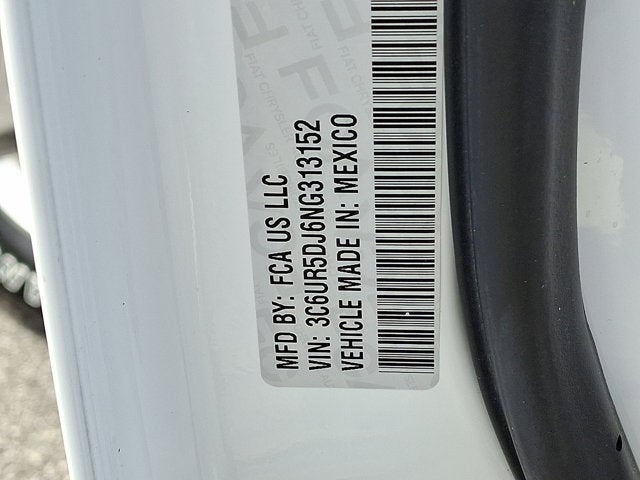 MFD BY: FCA US LLC
VIN: 3C6UR5DJ6NG313152
VEHICLE MADE IN: MEXICO